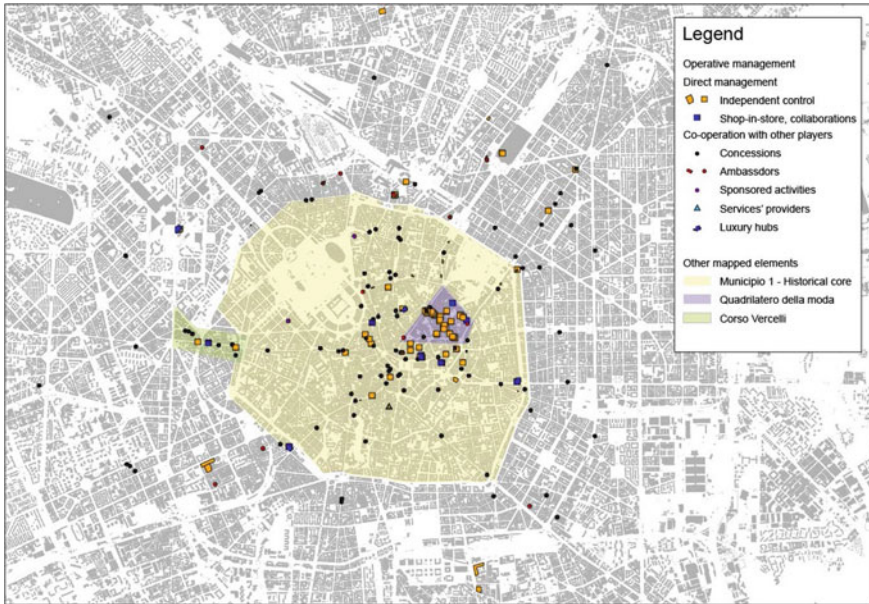 Legend
Operative management
Direct management
Independent control
Shop-in-store, collaborations
Co-operation with other players
Concessions
Ambassdors
Sponsored activities
Services' providers
Luxury hubs
Other mapped elements
Municipio 1 - Historical core
Quadrilatero della moda
Corso Vercelli